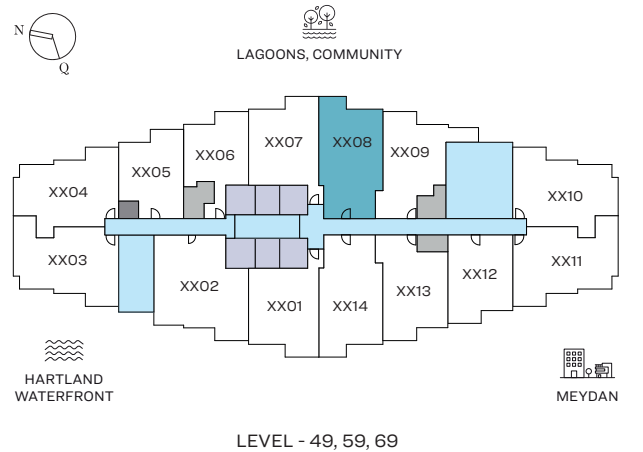 N
Q
LAGOONS, COMMUNITY
XX07
XX08
XX06
XX09
XX05
XX04
XX10
XX03
XX11
XX02
XX12
XX13
XX01
XX14
HARTLAND
WATERFRONT
MEYDAN
LEVEL - 49, 59, 69